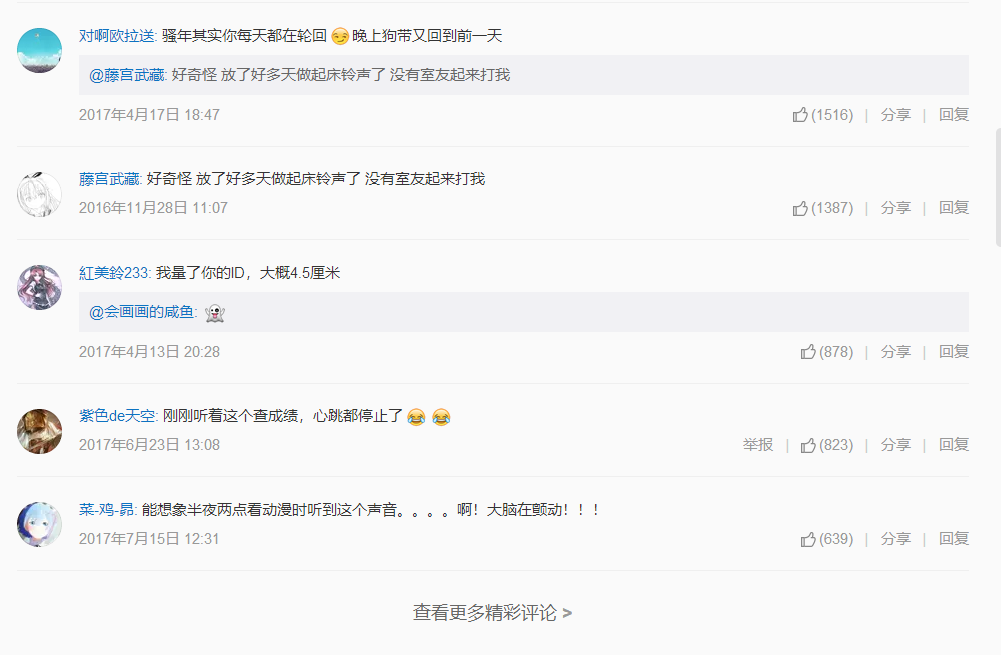 对啊欧拉送: 骚年其实你每天都在轮回😏晚上狗带又回到前一天
@藤宫武藏: 好奇怪 放了好多天做起床铃声了 没有室友起来打我
2017年4月17日 18:47 (1516) | 分享 | 回复
藤宫武藏: 好奇怪 放了好多天做起床铃声了 没有室友起来打我
2016年11月28日 11:07 (1387) | 分享 | 回复
紅美鈴233: 我量了你的ID，大概4.5厘米
@会画画的咸鱼: 👻
2017年4月13日 20:28 (878) | 分享 | 回复
紫色de天空: 刚刚听着这个查成绩，心跳都停止了😂😂
2017年6月23日 13:08 举报 | (823) | 分享 | 回复
菜-鸡-昴: 能想象半夜两点看动漫时听到这个声音。。。。啊！大脑在颤动！！！
2017年7月15日 12:31 (639) | 分享 | 回复
查看更多精彩评论 >